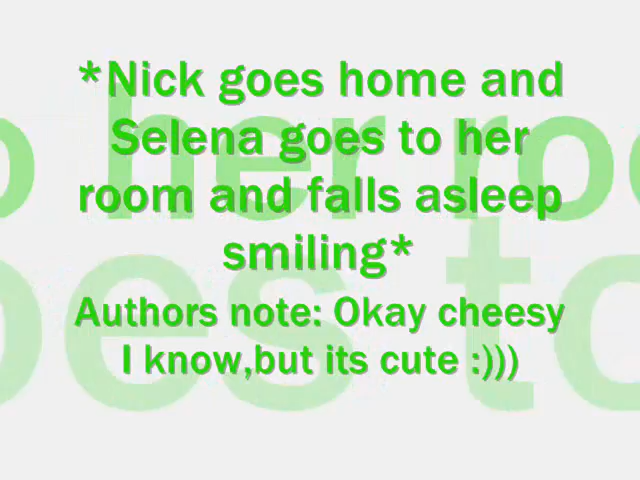 *Nick goes home and
Selena goes to her
room and falls asleep
smiling*
Authors note: Okay cheesy
I know,but its cute :)))